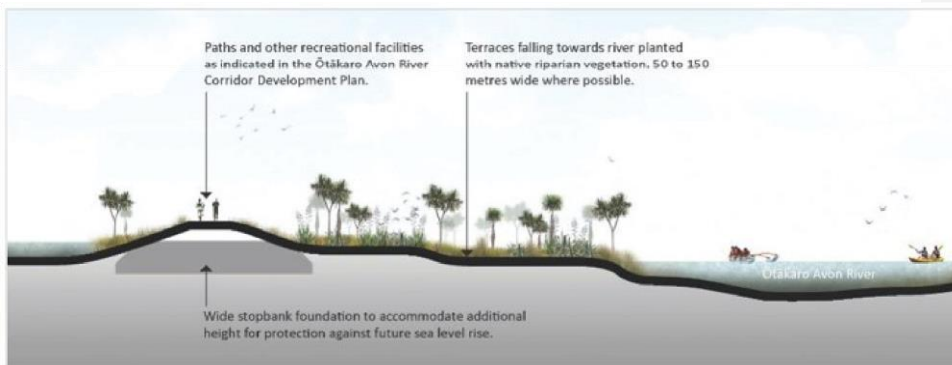 Paths and other recreational facilities
as indicated in the Ōtākaro Avon River
Corridor Development Plan.
Terraces falling towards river planted
with native riparian vegetation, 50 to 150
metres wide where possible.
Ōtākaro Avon River
Wide stopbank foundation to accommodate additional
height for protection against future sea level rise.